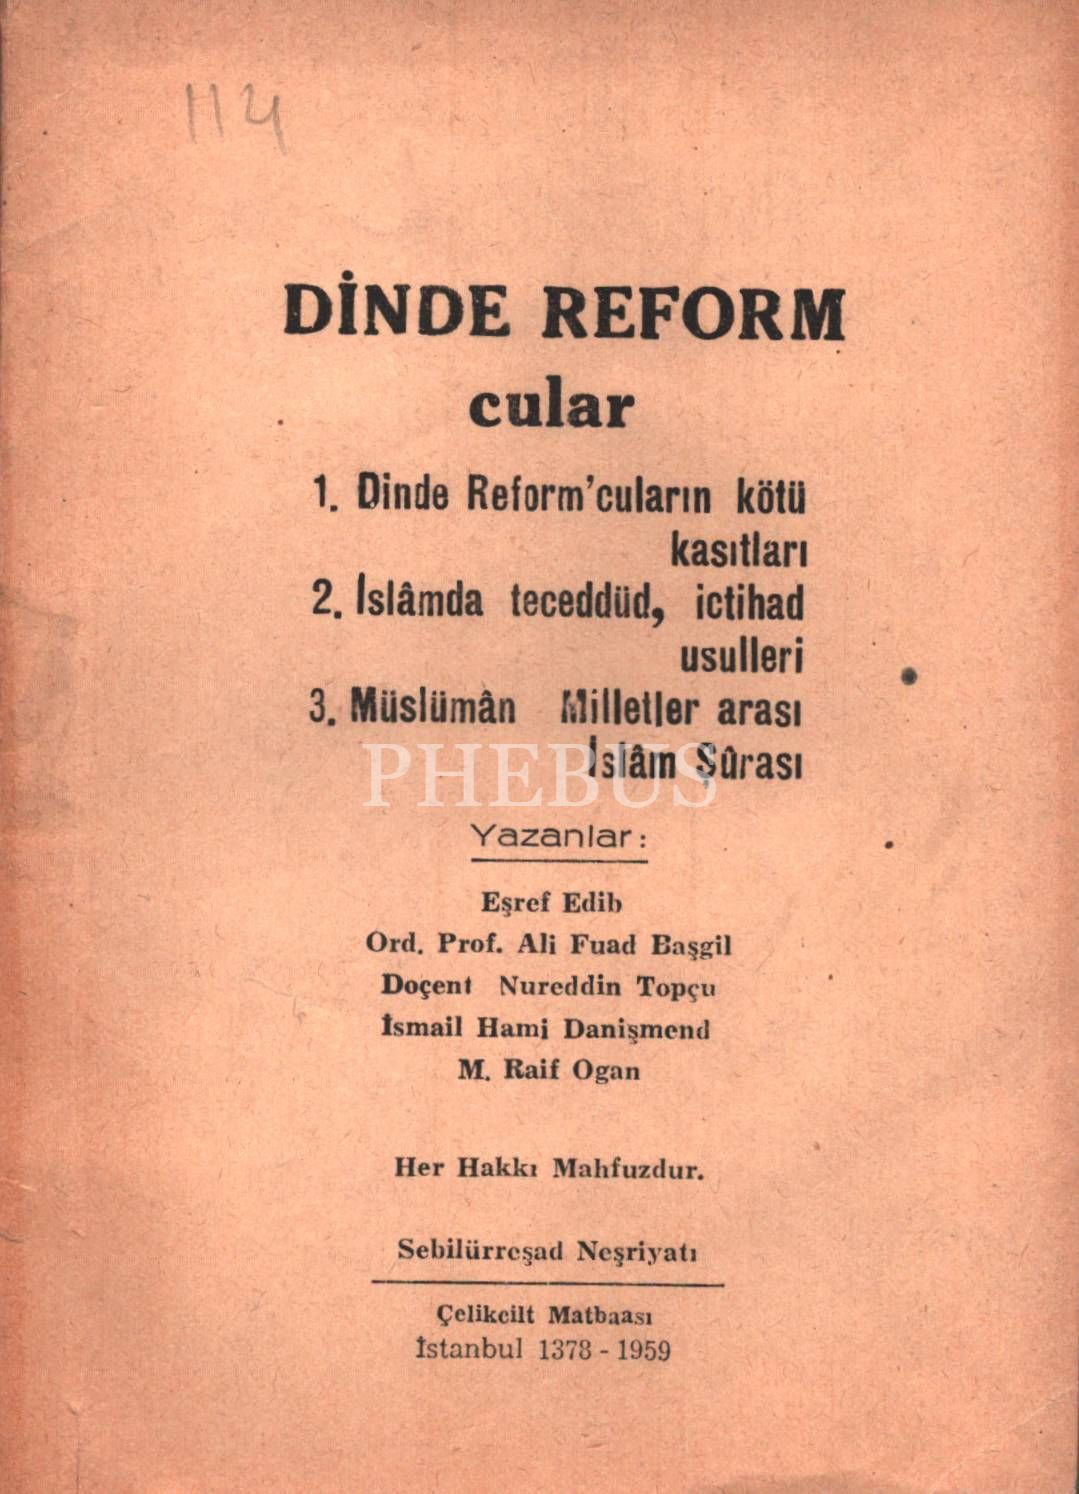 114
DİNDE REFORM
cular
1. Dinde Reform'cuların kötü
kasıtları
2. İslâmda teceddüd, ictihad
usulleri
3. Müslümân Milletler arası
İslâm Şûrası
PHEBUS
Yazanlar:
Eşref Edib
Ord. Prof. Ali Fuad Başgil
Doçent Nureddin Topçu
İsmail Hami Danişmend
M. Raif Ogan
Her Hakkı Mahfuzdur.
Sebilürreşad Neşriyatı
Çelikcilt Matbaası
İstanbul 1378 - 1959